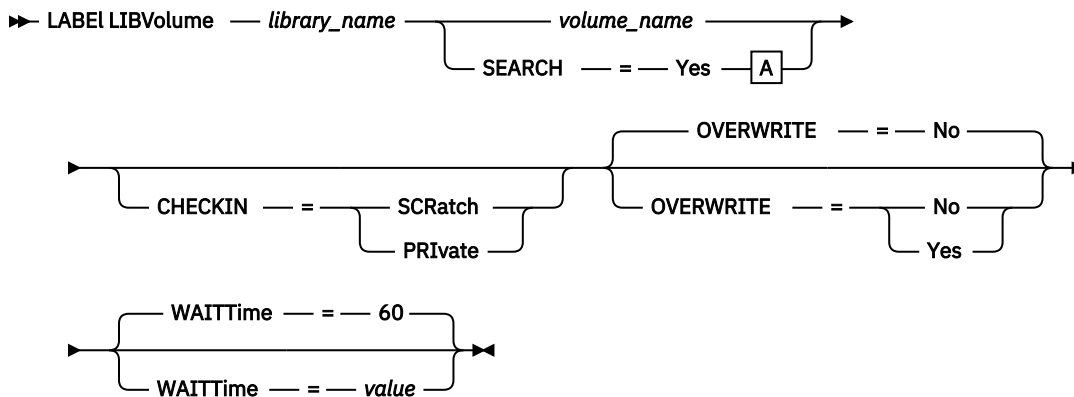 LABEl LIBVolume library_name volume_name
SEARCH = Yes A
OVERWRITE = No
CHECKIN = SCRatch
PRIvate
OVERWRITE = No
Yes
WAITTime = 60
WAITTime = value